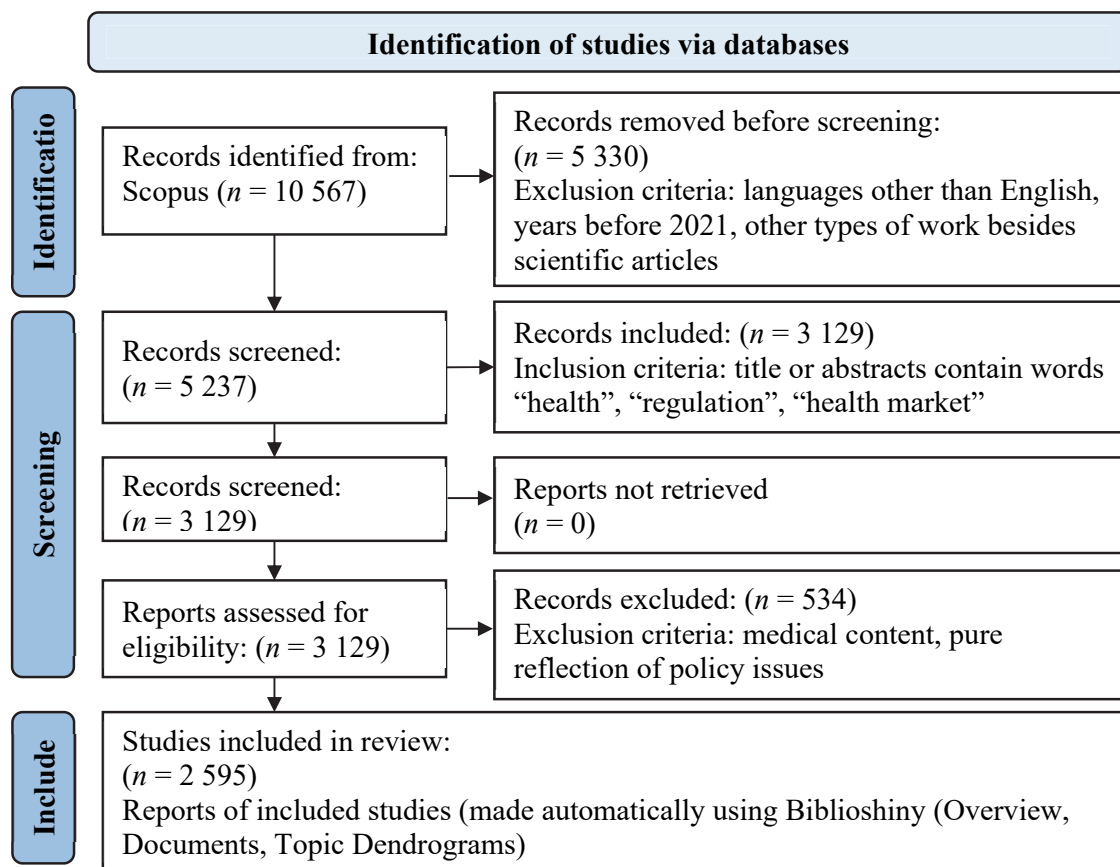 Identification of studies via databases
Identificatio
Records identified from:
Scopus (n = 10 567)
Records removed before screening:
(n = 5 330)
Exclusion criteria: languages other than English,
years before 2021, other types of work besides
scientific articles
Screening
Records screened:
(n = 5 237)
Records included: (n = 3 129)
Inclusion criteria: title or abstracts contain words
“health”, “regulation”, “health market”
Records screened:
(n = 3 129)
Reports not retrieved
(n = 0)
Reports assessed for
eligibility: (n = 3 129)
Records excluded: (n = 534)
Exclusion criteria: medical content, pure
reflection of policy issues
Include
Studies included in review:
(n = 2 595)
Reports of included studies (made automatically using Biblioshiny (Overview,
Documents, Topic Dendrograms)